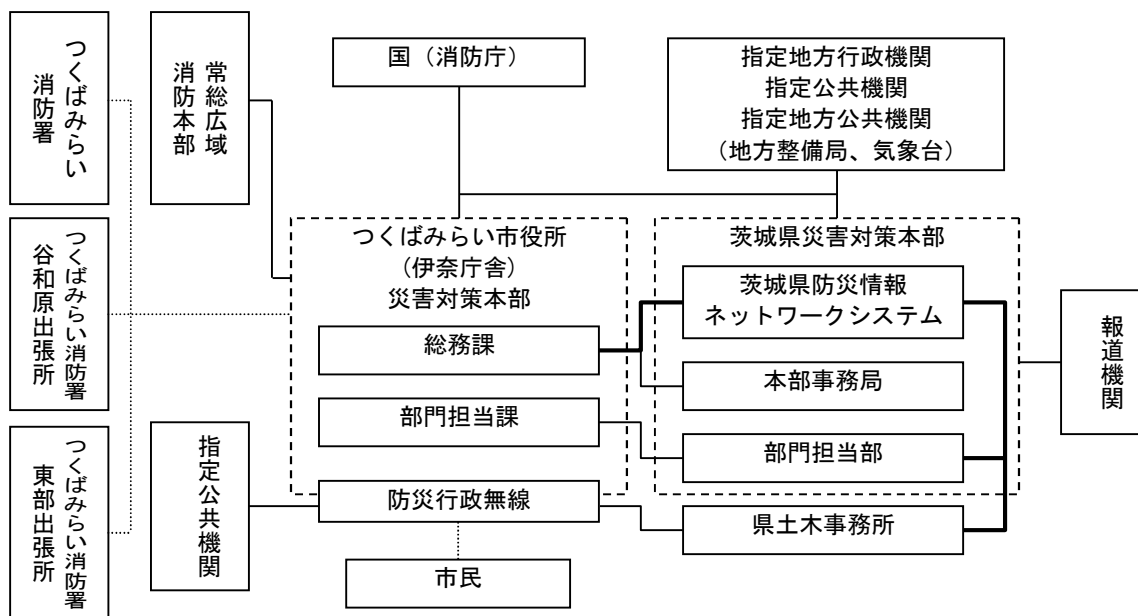 つくばみらい
消防署
常総広域
消防本部
国（消防庁）
指定地方行政機関
指定公共機関
指定地方公共機関
（地方整備局、気象台）
つくばみらい消防署
谷和原出張所
つくばみらい市役所
（伊奈庁舎）
災害対策本部
総務課
部門担当課
防災行政無線
市民
茨城県災害対策本部
茨城県防災情報
ネットワークシステム
本部事務局
部門担当部
県土木事務所
報道機関
つくばみらい消防署
東部出張所
指定公共機関